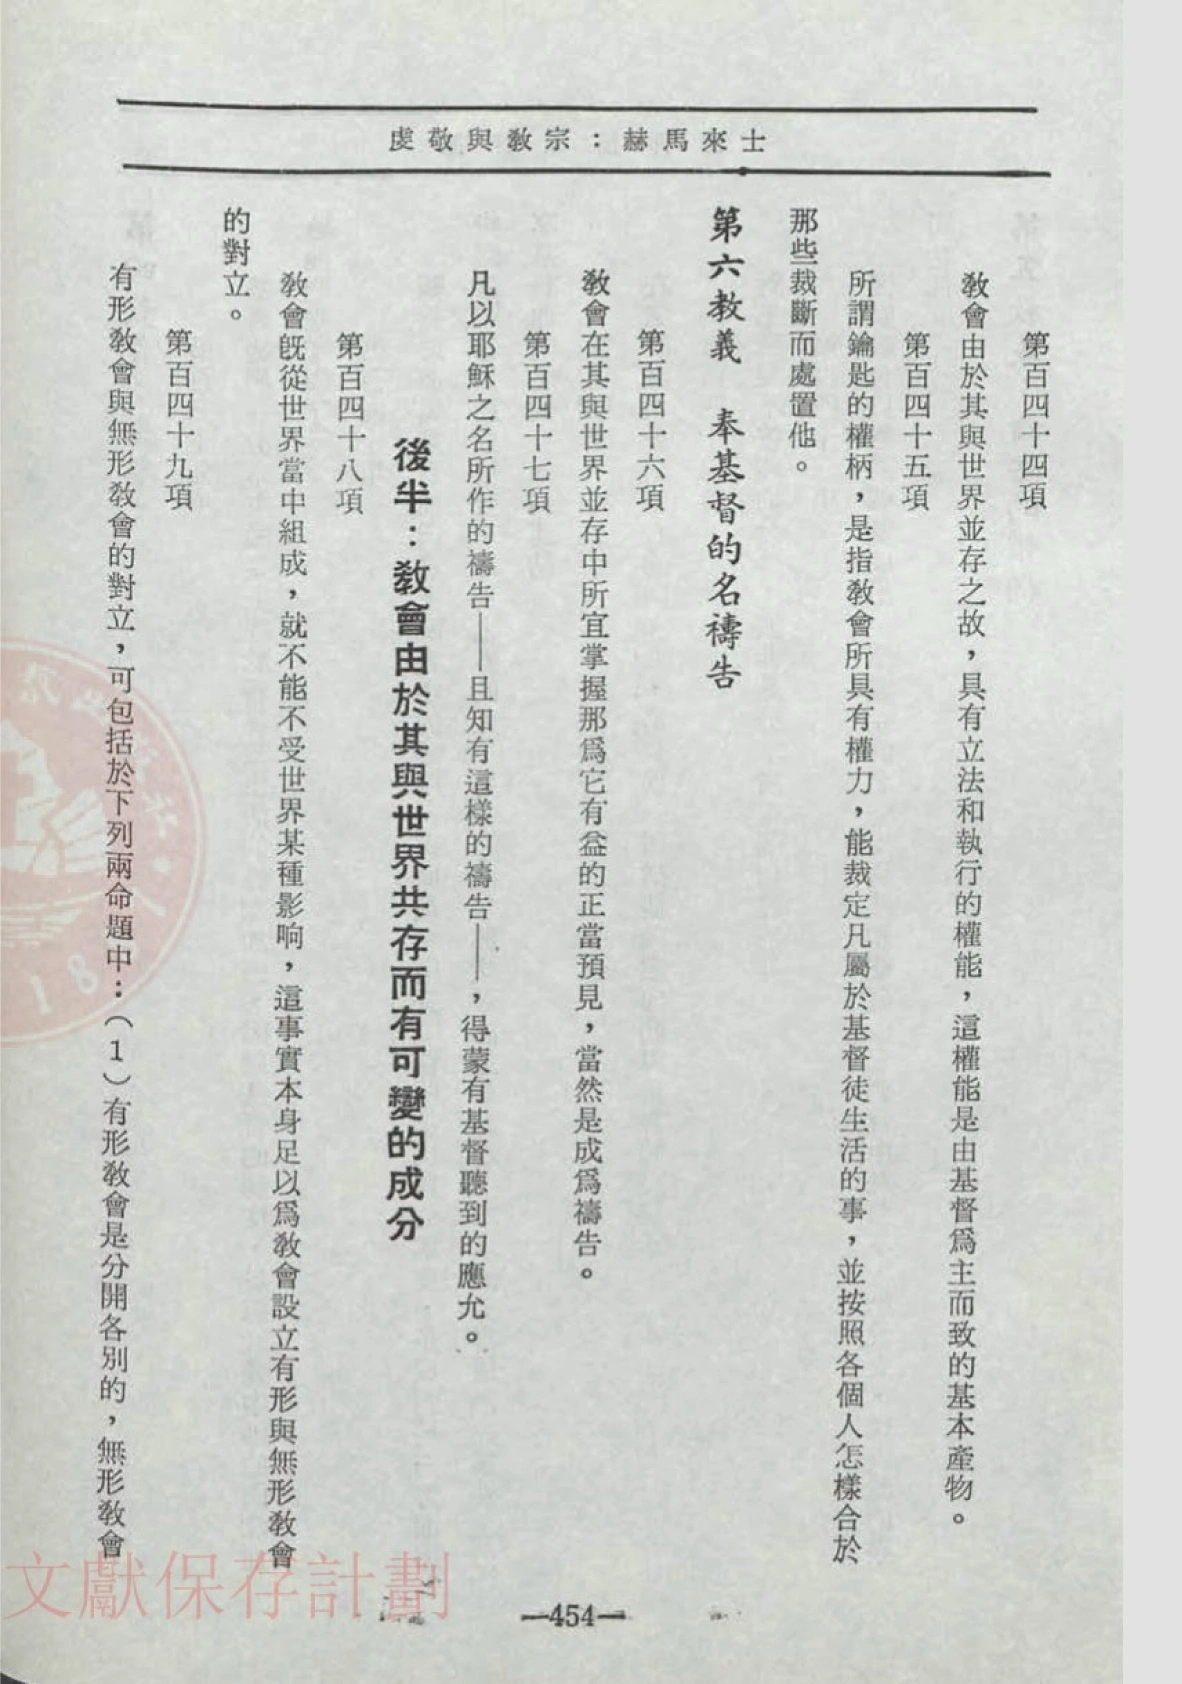 士來馬赫：宗教與敬虔
第百四十四項
教會由於其與世界並存之故，具有立法和執行的權能，這權能是由基督爲主而致的基本產物。
第百四十五項
所謂鑰匙的權柄，是指教會所具有權力，能裁定凡屬於基督徒生活的事，並按照各個人怎樣合於
那些裁斷而處置他。
第六教義　奉基督的名禱告
第百四十六項
教會在其與世界並存中所宜掌握那爲它有益的正當預見，當然是成爲禱告。
第百四十七項
凡以耶穌之名所作的禱告——且知有這樣的禱告——，得蒙有基督聽到的應允。
後半：教會由於其與世界共存而有可變的成分
第百四十八項
教會旣從世界當中組成，就不能不受世界某種影响，這事實本身足以爲教會設立有形與無形教會
的對立。
第百四十九項
有形教會與無形教會的對立，可包括於下列兩命題中：（1）有形教會是分開各別的，無形教會
—454—
文獻保存計劃
18